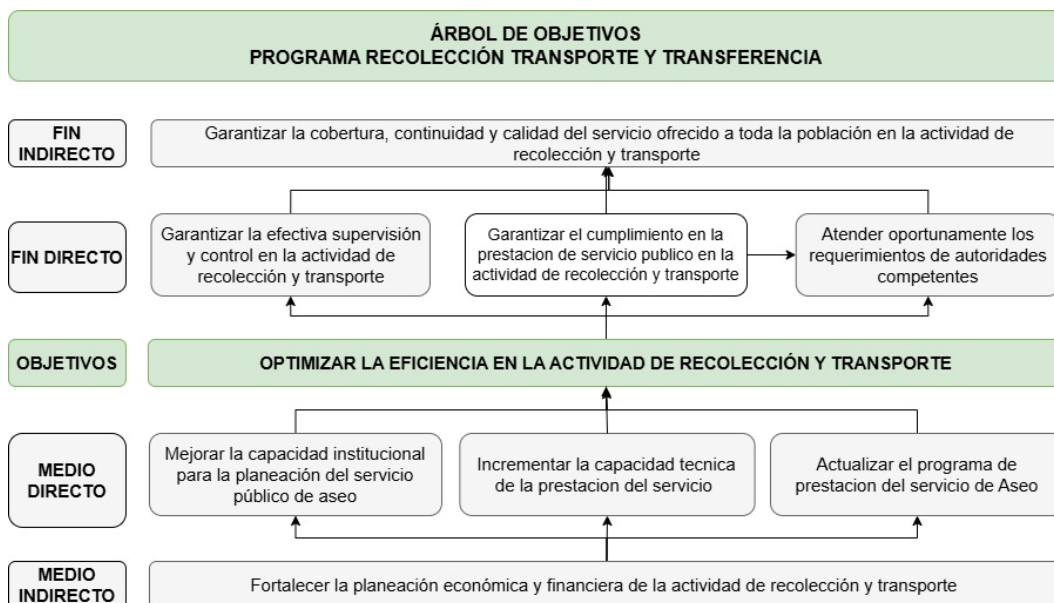 ÁRBOL DE OBJETIVOS
PROGRAMA RECOLECCIÓN TRANSPORTE Y TRANSFERENCIA
FIN
INDIRECTO
Garantizar la cobertura, continuidad y calidad del servicio ofrecido a toda la población en la actividad de
recolección y transporte
FIN DIRECTO
Garantizar la efectiva supervisión
y control en la actividad de
recolección y transporte
Garantizar el cumplimiento en la
prestacion de servicio publico en la
actividad de recolección y transporte
Atender oportunamente los
requerimientos de autoridades
competentes
OBJETIVOS
OPTIMIZAR LA EFICIENCIA EN LA ACTIVIDAD DE RECOLECCIÓN Y TRANSPORTE
MEDIO
DIRECTO
Mejorar la capacidad institucional
para la planeación del servicio
público de aseo
Incrementar la capacidad tecnica
de la prestacion del servicio
Actualizar el programa de
prestacion del servicio de Aseo
MEDIO
INDIRECTO
Fortalecer la planeación económica y financiera de la actividad de recolección y transporte